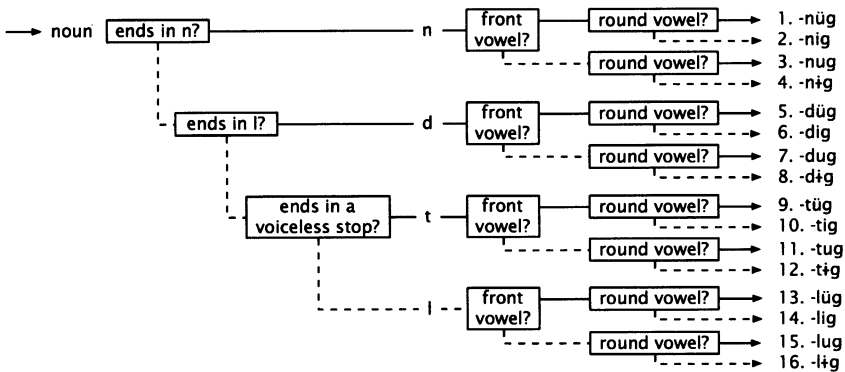 noun ends in n? n front vowel? round vowel? 1. -nüg
2. -nig
round vowel? 3. -nug
4. -nɨg
ends in l? d front vowel? round vowel? 5. -düg
6. -dig
round vowel? 7. -dug
8. -dɨg
ends in a voiceless stop? t front vowel? round vowel? 9. -tüg
10. -tig
round vowel? 11. -tug
12. -tɨg
l front vowel? round vowel? 13. -lüg
14. -lig
round vowel? 15. -lug
16. -lɨg